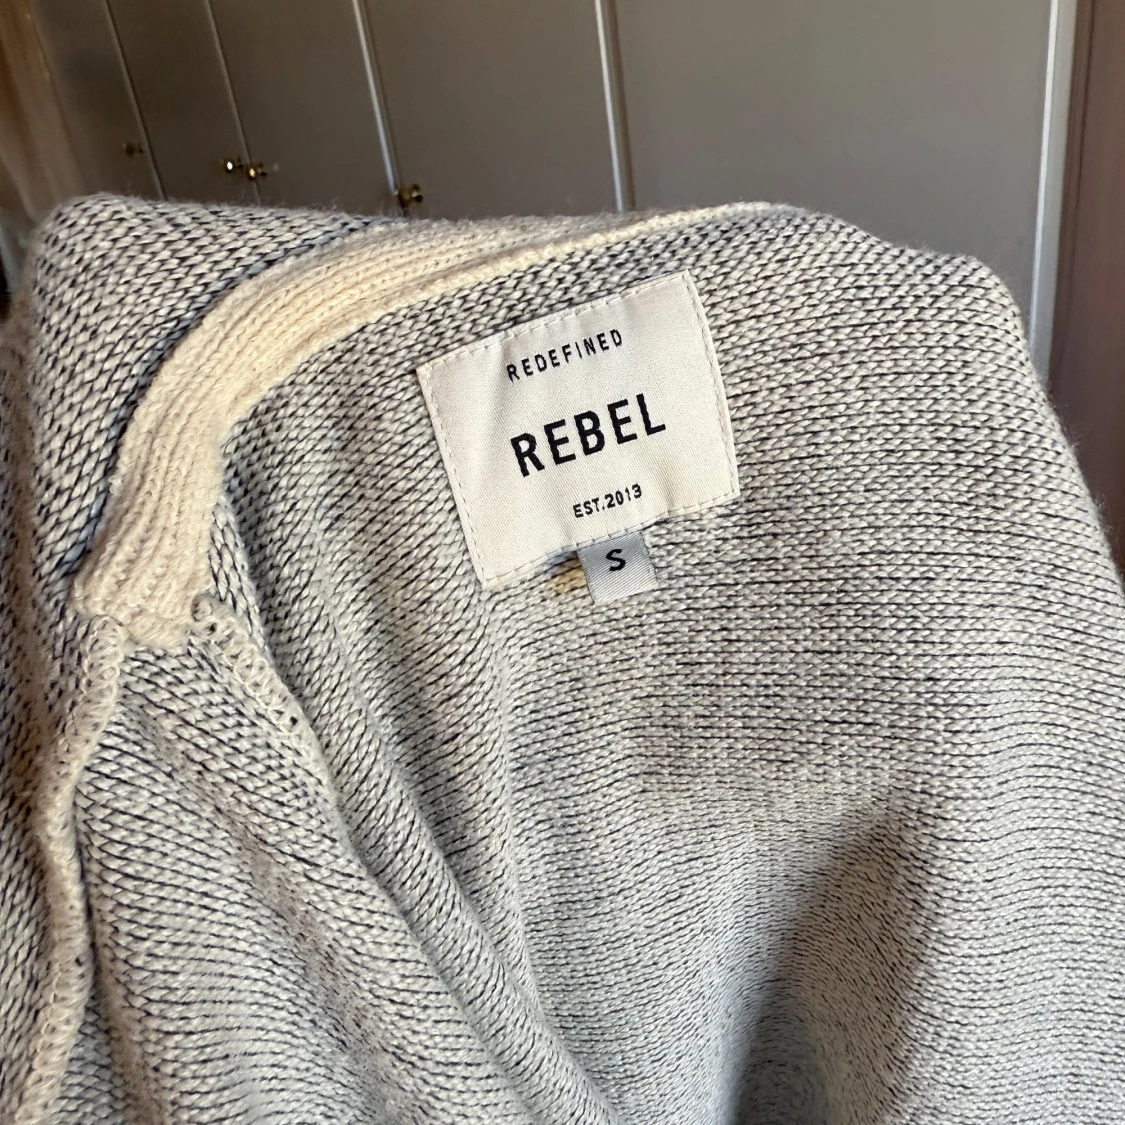 REDEFINED
REBEL
EST.2013
S